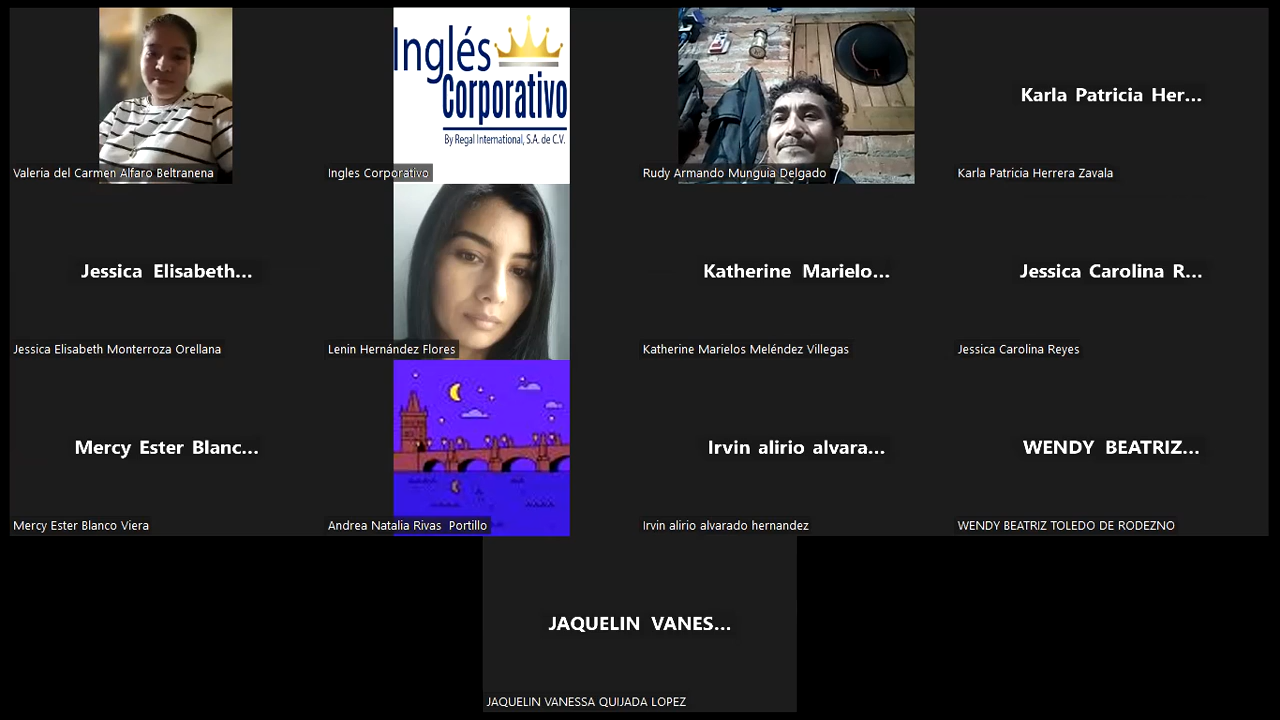 Inglés
Corporativo
By Regal International, S.A. de C.V.
Karla Patricia Her...
Valeria del Carmen Alfaro Beltranena
Ingles Corporativo
Rudy Armando Munguia Delgado
Karla Patricia Herrera Zavala
Jessica Elisabeth...
Katherine Marielo...
Jessica Carolina R...
Jessica Elisabeth Monterroza Orellana
Lenin Hernández Flores
Katherine Marielos Meléndez Villegas
Jessica Carolina Reyes
Mercy Ester Blanc...
Irvin alirio alvara...
WENDY BEATRIZ...
Mercy Ester Blanco Viera
Andrea Natalia Rivas Portillo
Irvin alirio alvarado hernandez
WENDY BEATRIZ TOLEDO DE RODEZNO
JAQUELIN VANES...
JAQUELIN VANESSA QUIJADA LOPEZ